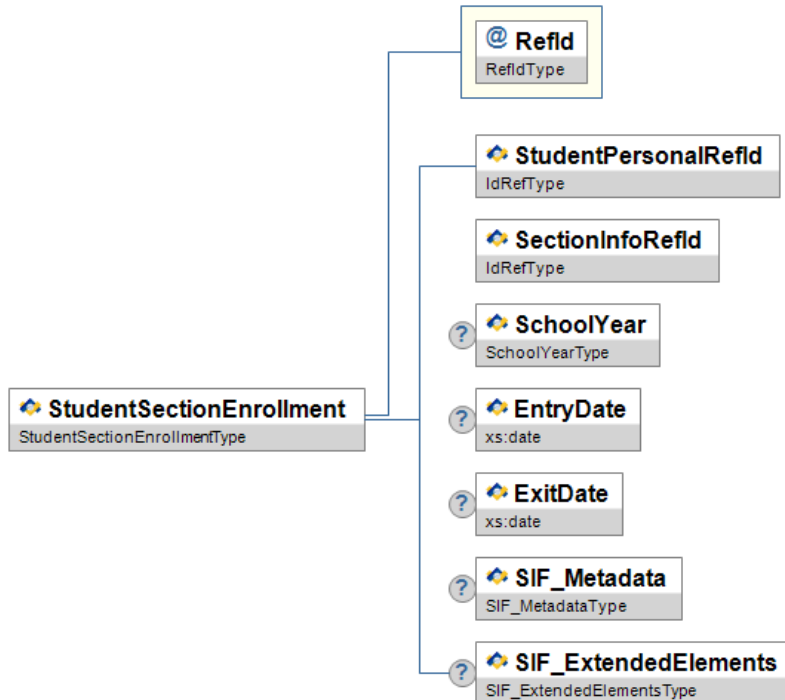 @ RefId
RefIdType
StudentPersonalRefId
IdRefType
SectionInfoRefId
IdRefType
? SchoolYear
SchoolYearType
StudentSectionEnrollment
StudentSectionEnrollmentType
? EntryDate
xs:date
? ExitDate
xs:date
? SIF_Metadata
SIF_MetadataType
? SIF_ExtendedElements
SIF_ExtendedElementsType